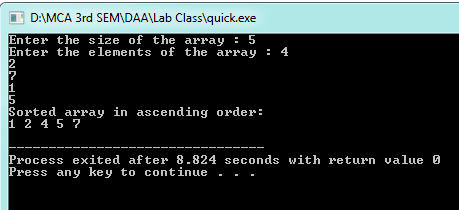 D:\MCA 3rd SEM\DAA\Lab Class\quick.exe
Enter the size of the array : 5
Enter the elements of the array : 4
2
7
1
5
Sorted array in ascending order:
1 2 4 5 7
--------------------------------
Process exited after 8.824 seconds with return value 0
Press any key to continue . . .